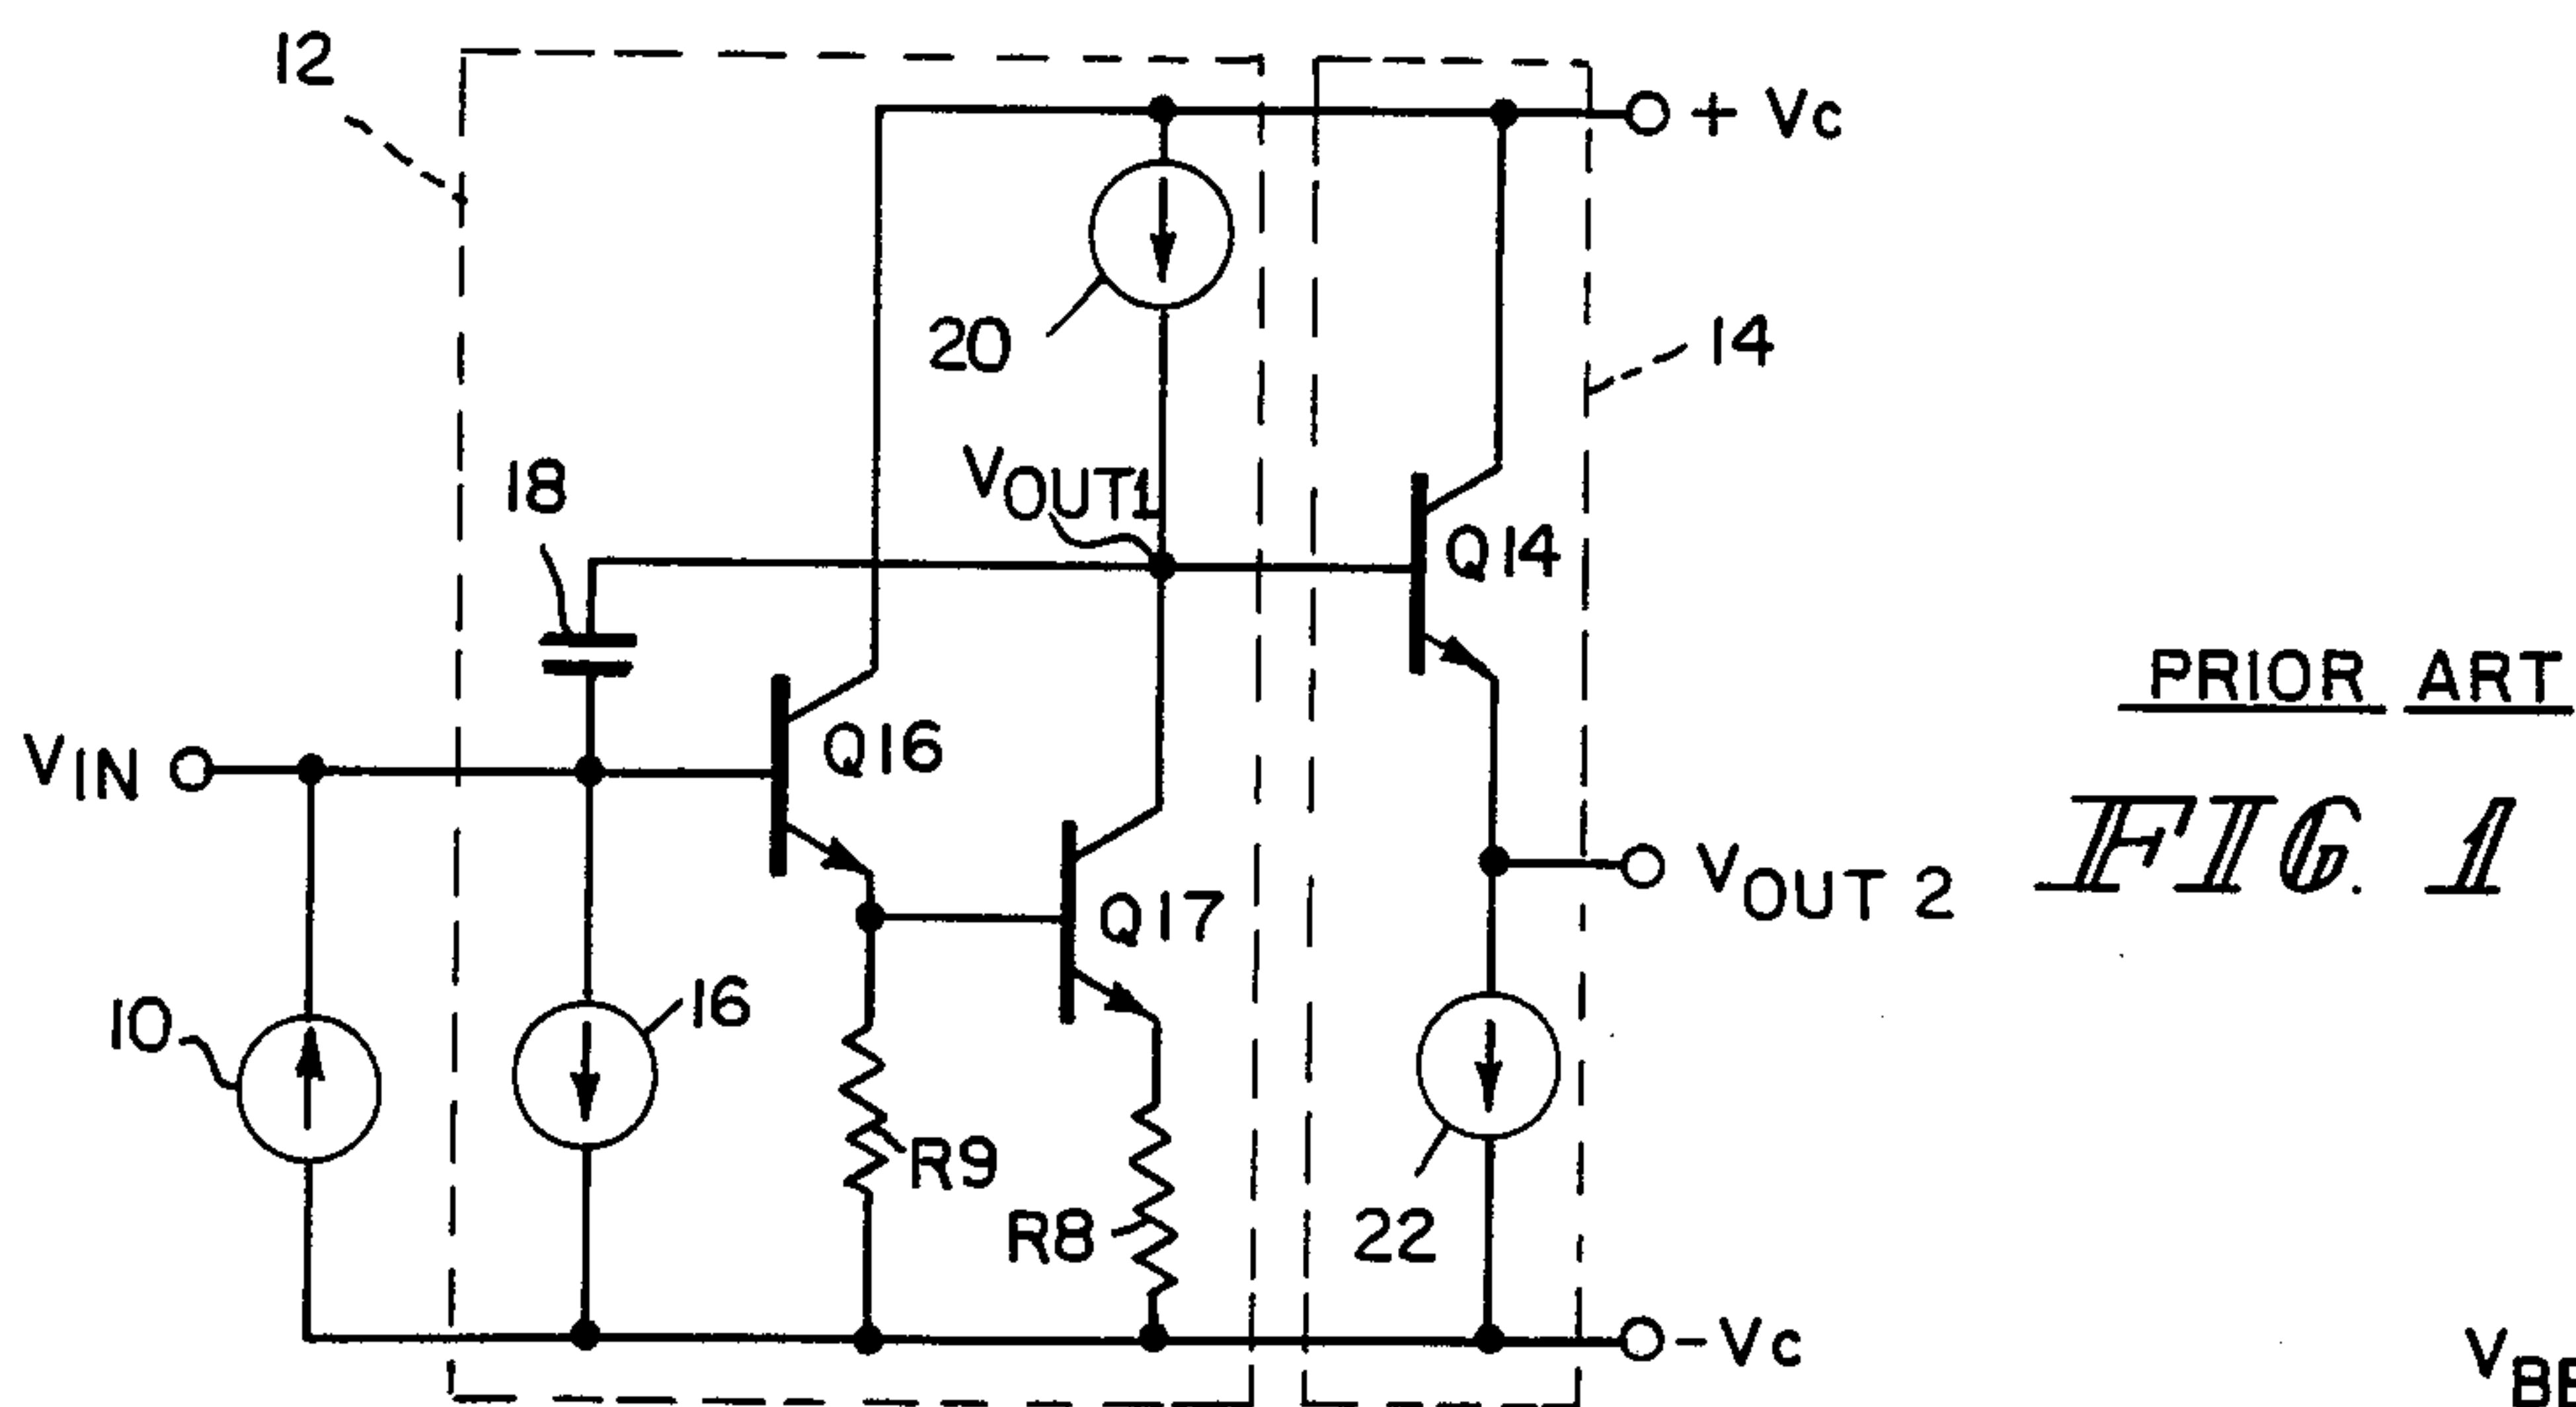 12
+ Vc
20
14
VOUT1
18
Q14
PRIOR ART
VIN
Q16
FIG. 1
Q17
VOUT 2
10
16
R9
R8
22
-Vc